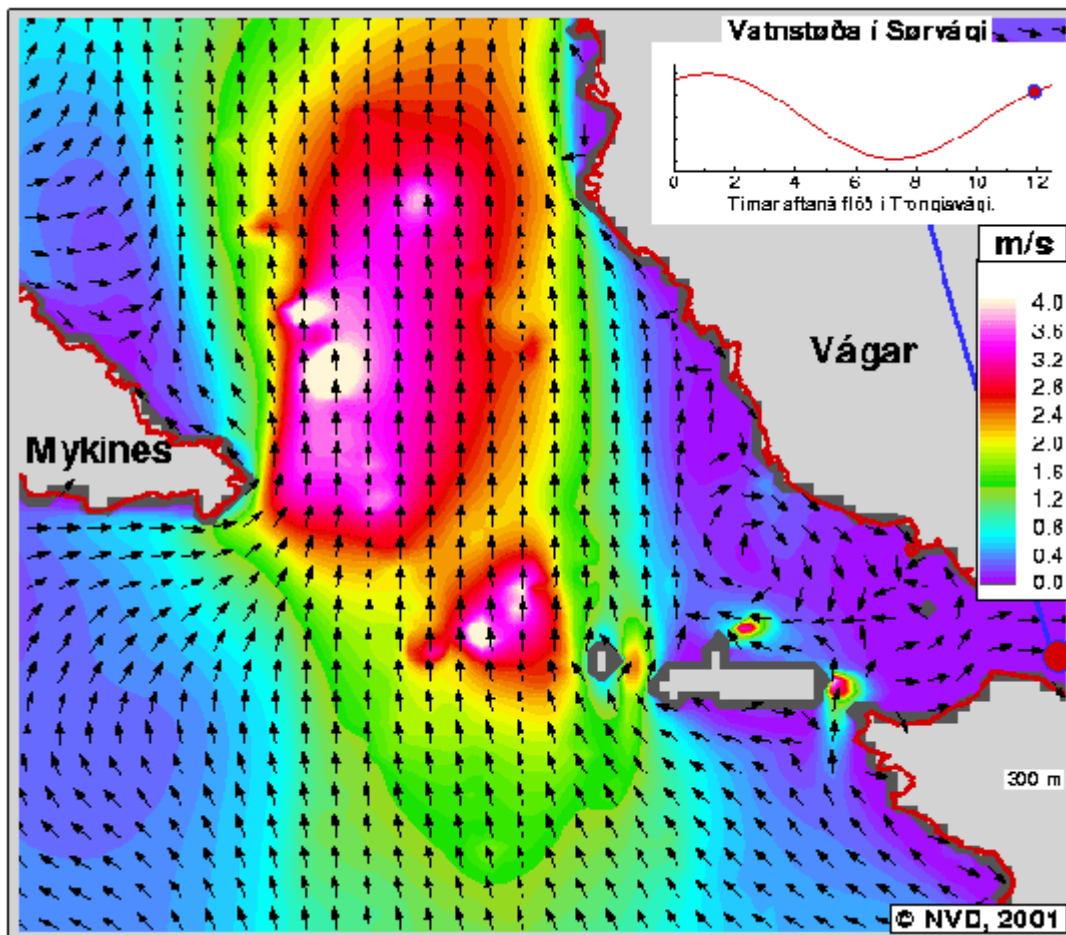 Vatnstøða í Sørvági
0 2 4 6 8 10 12
Tímar aftaná flóð í Trongisvági.
m/s
4.0
3.6
3.2
2.8
2.4
2.0
1.6
1.2
0.8
0.4
0.0
Vágar
Mykines
300 m
© NVD, 2001